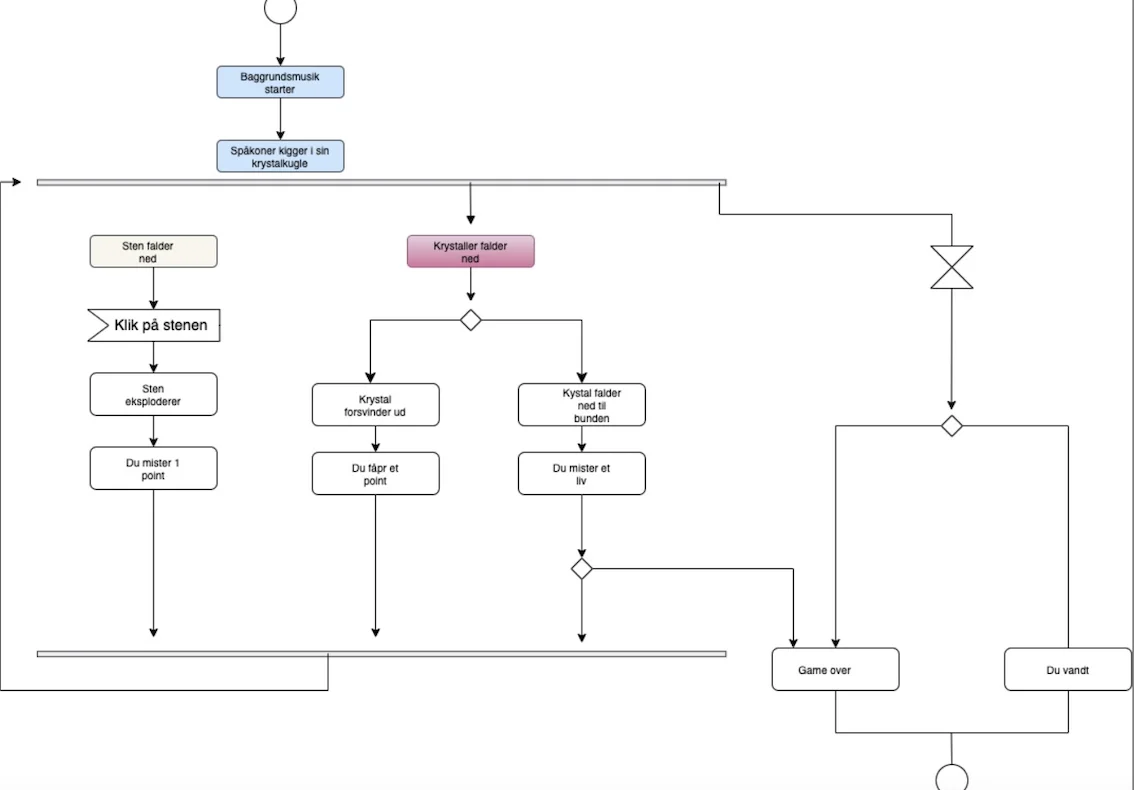 Baggrundsmusik
starter
Spåkoner kigger i sin
krystalkugle
Sten falder
ned
Klik på stenen
Sten
eksploderer
Du mister 1
point
Krystaller falder
ned
Krystal
forsvinder ud
Du fåpr et
point
Kystal falder
ned til
bunden
Du mister et
liv
Game over
Du vandt